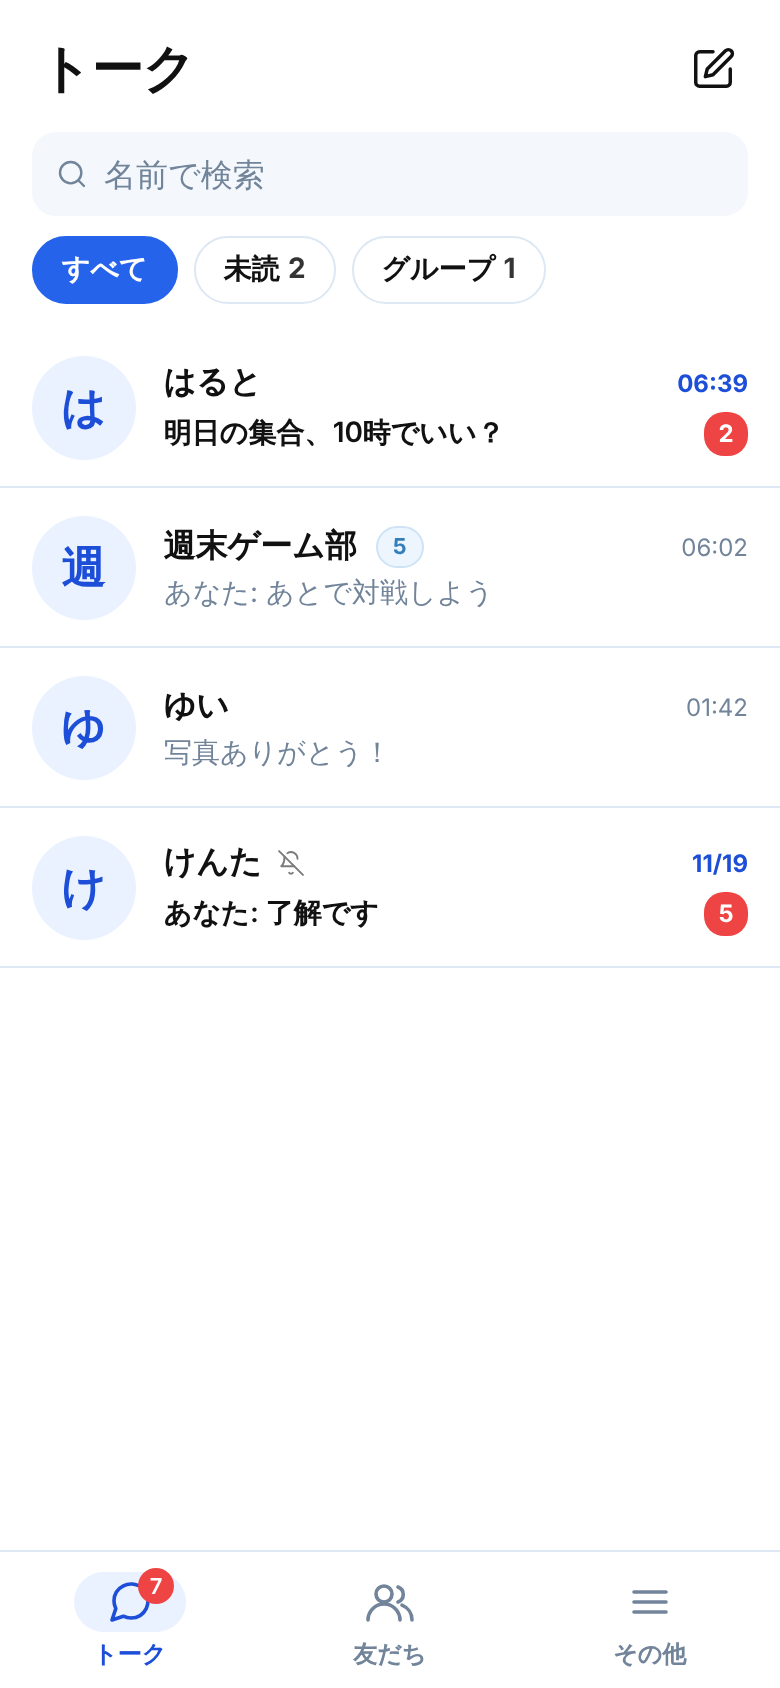 トーク
名前で検索
すべて
未読 2
グループ 1
は
はると
06:39
明日の集合、10時でいい？
2
週
週末ゲーム部 5
06:02
あなた: あとで対戦しよう
ゆ
ゆい
01:42
写真ありがとう！
け
けんた
11/19
あなた: 了解です
5
7
トーク
友だち
その他